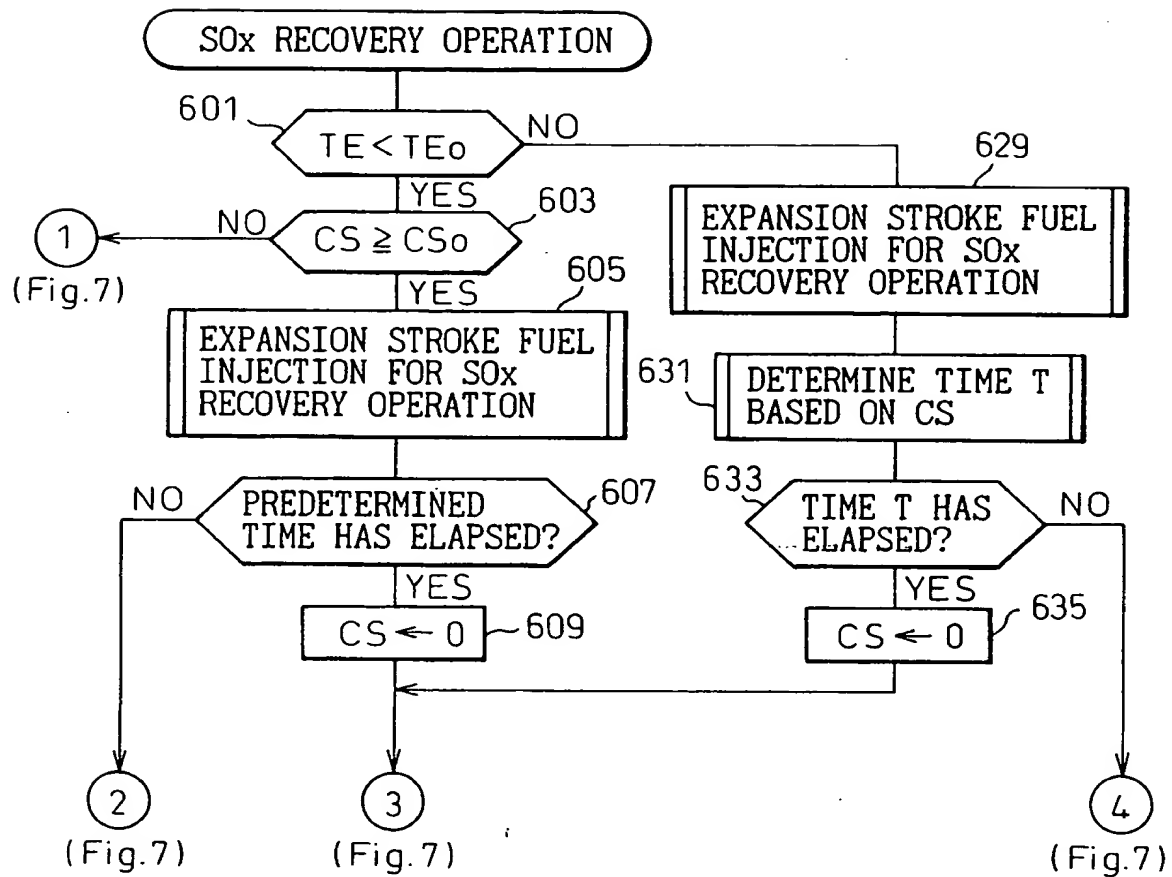 SOx RECOVERY OPERATION
601
TE < TEo
NO
YES
603
NO
CS ≧ CSo
1
(Fig.7)
YES
605
EXPANSION STROKE FUEL
INJECTION FOR SOx
RECOVERY OPERATION
629
EXPANSION STROKE FUEL
INJECTION FOR SOx
RECOVERY OPERATION
631
DETERMINE TIME T
BASED ON CS
NO
PREDETERMINED
TIME HAS ELAPSED?
607
633
TIME T HAS
ELAPSED?
NO
YES
CS ← 0
609
YES
CS ← 0
635
2
(Fig.7)
3
(Fig.7)
4
(Fig.7)